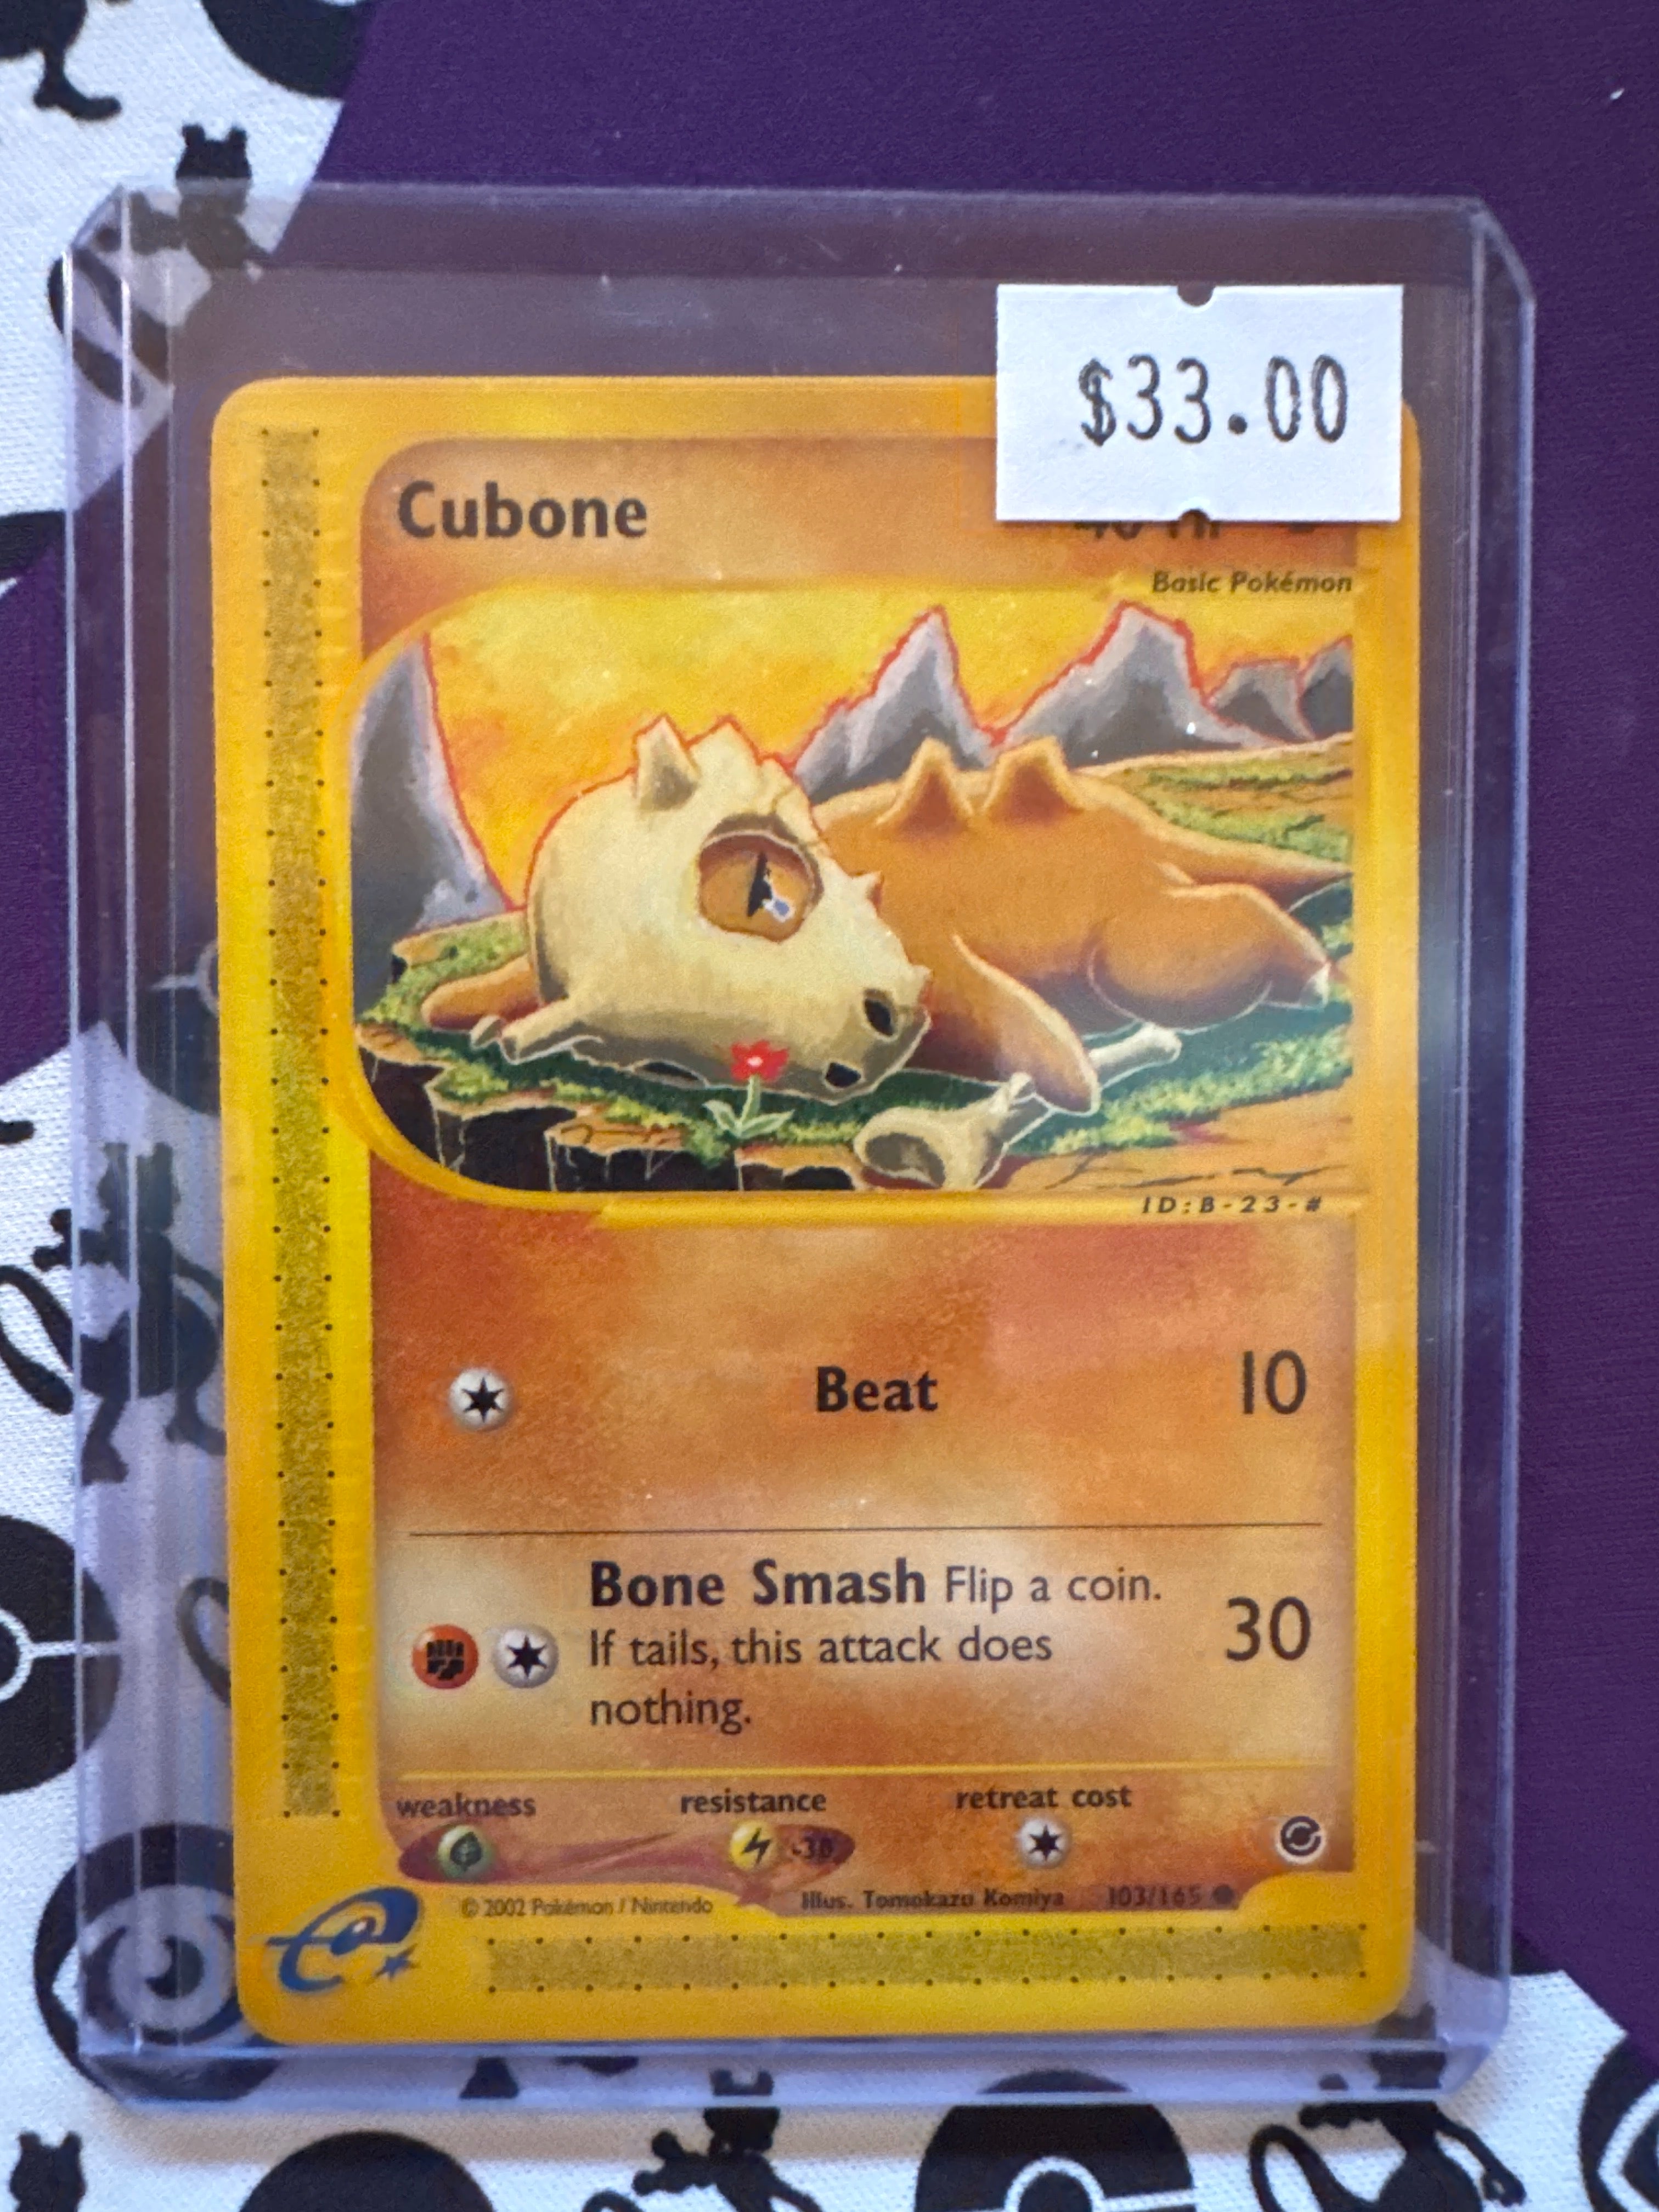 $33.00
Cubone
Basic Pokémon
ID:B-23-#
Beat 10
Bone Smash Flip a coin.
If tails, this attack does
nothing.
30
weakness resistance retreat cost
-30
© 2002 Pokémon / Nintendo Illus. Tomokazu Komiya 103/165